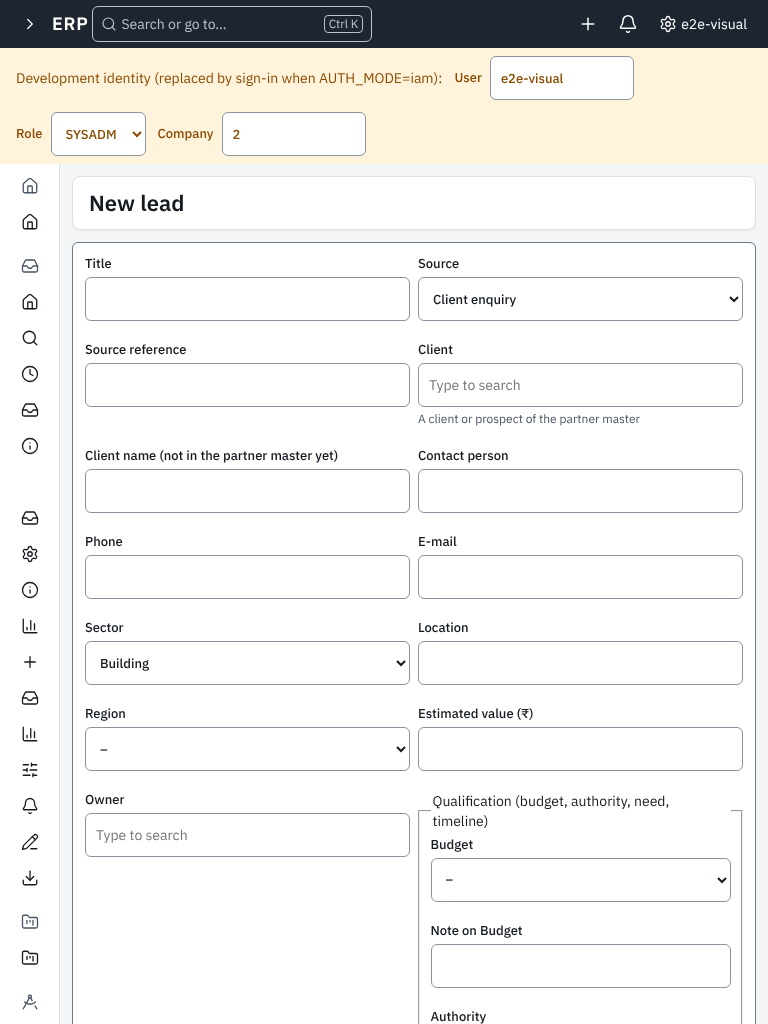 ERP
Search or go to...
Ctrl K
e2e-visual
Development identity (replaced by sign-in when AUTH_MODE=iam):
User
e2e-visual
Role
SYSADM
Company
2
New lead
Title
Source
Client enquiry
Source reference
Client
Type to search
A client or prospect of the partner master
Client name (not in the partner master yet)
Contact person
Phone
E-mail
Sector
Location
Building
Region
Estimated value (₹)
–
Owner
Type to search
Qualification (budget, authority, need,
timeline)
Budget
–
Note on Budget
Authority